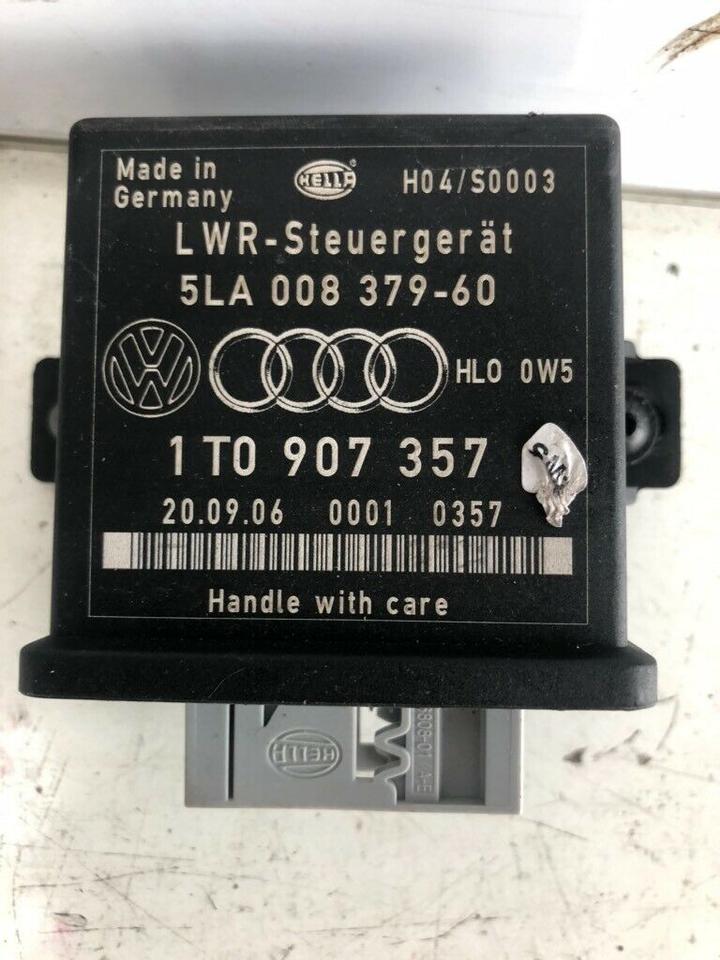 Made in
Germany
HELLA ®
H04/S0003
LWR-Steuergerät
5LA 008 379-60
HLO 0W5
1T0 907 357
20.09.06 0001 0357
Handle with care
HELLA